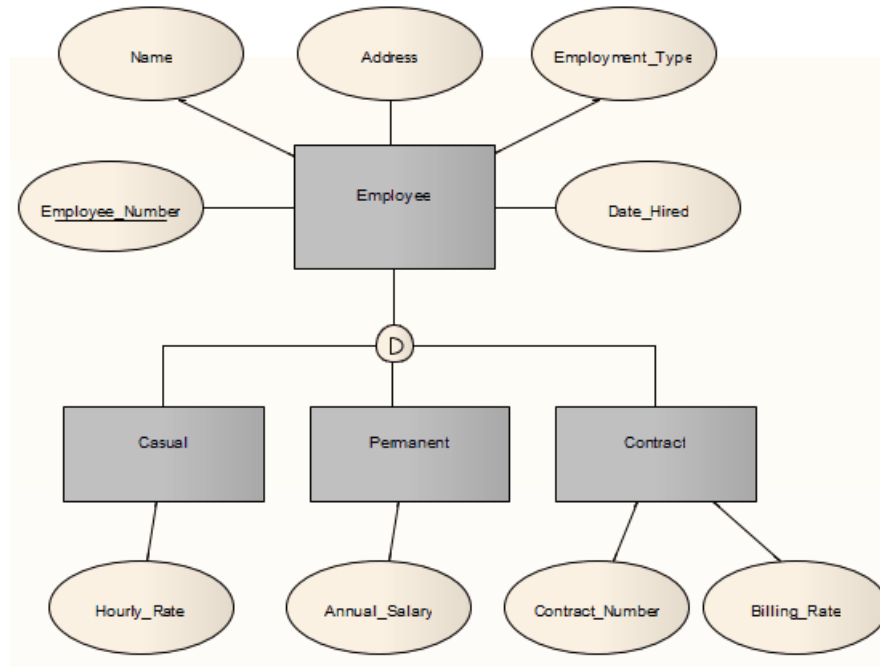 Name
Address
Employment_Type
Employee_Number
Employee
Date_Hired
D
Casual
Permanent
Contract
Hourly_Rate
Annual_Salary
Contract_Number
Billing_Rate